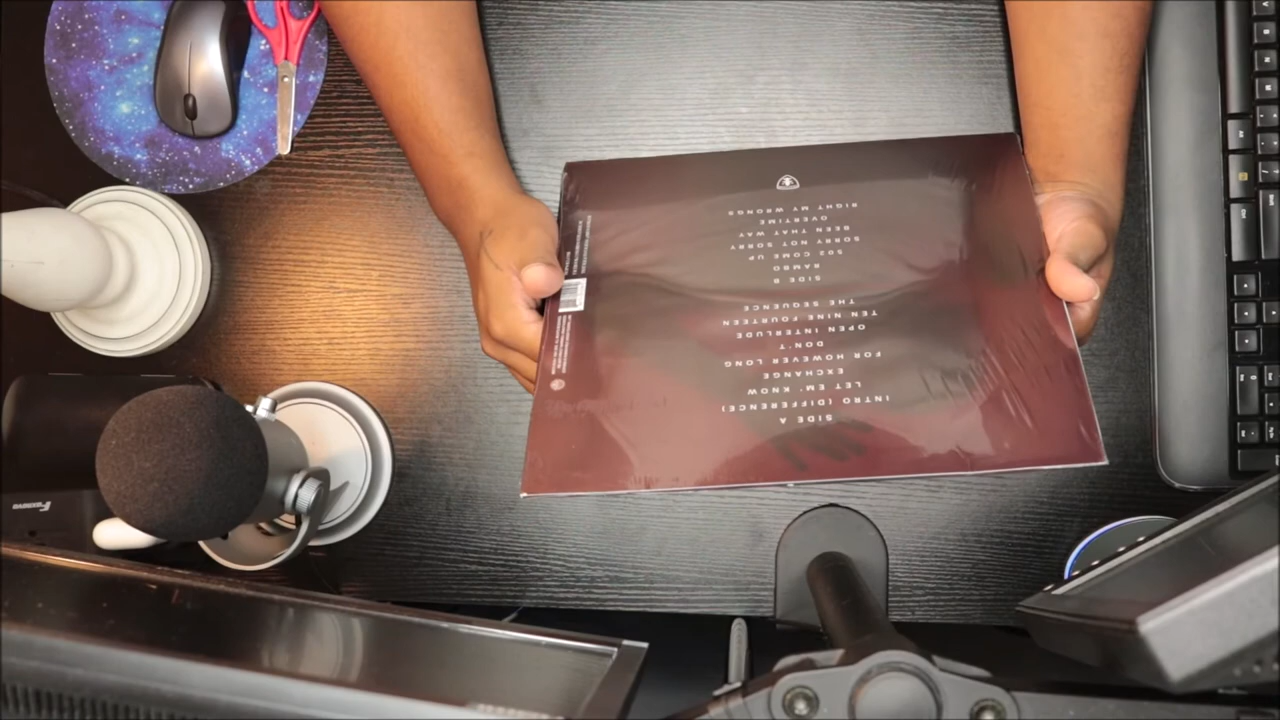 SIDE A
INTRO (DIFFERENCE)
LET EM' KNOW
EXCHANGE
FOR HOWEVER LONG
DON'T
OPEN INTERLUDE
TEN NINE FOURTEEN
THE SEQUENCE
SIDE B
RAMBO
502 COME UP
SORRY NOT SORRY
BEEN THAT WAY
OVERTIME
RIGHT MY WRONGS